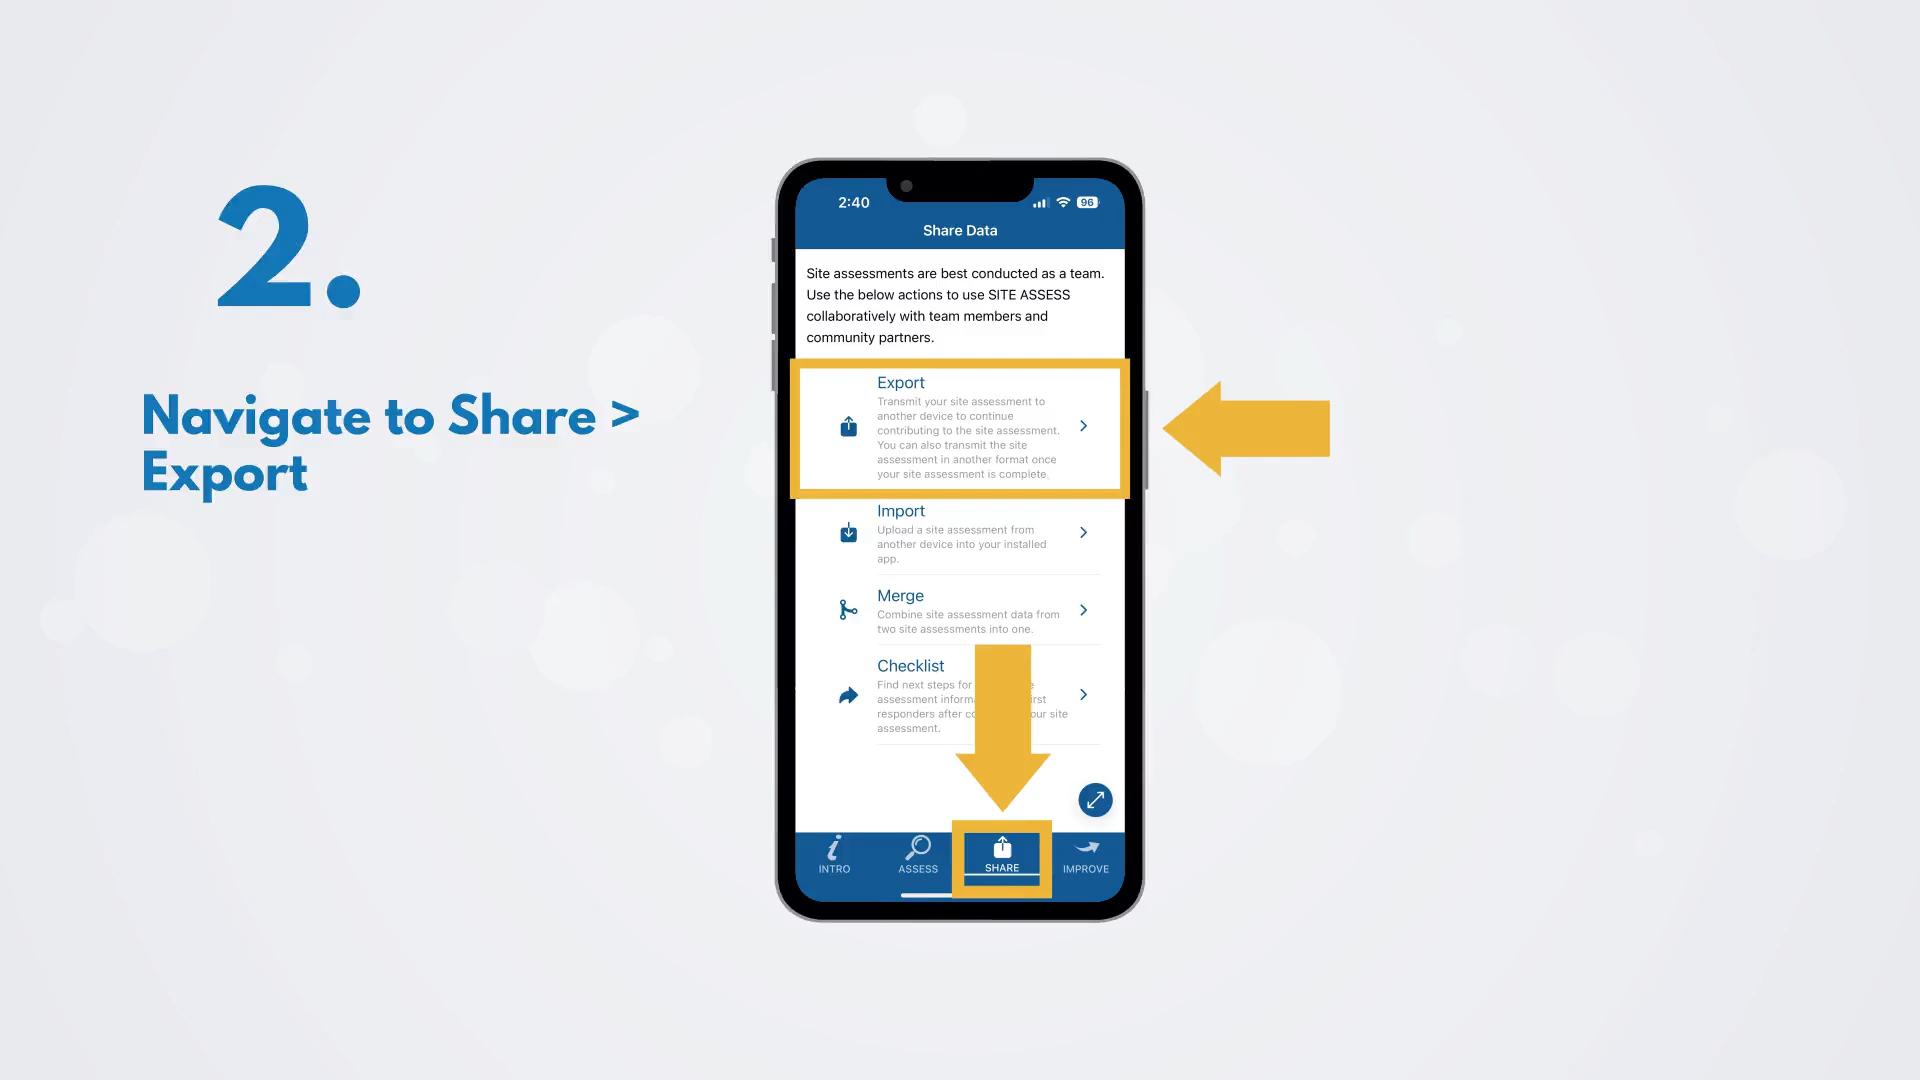 2.
Navigate to Share >
Export
2:40
96
Share Data
Site assessments are best conducted as a team.
Use the below actions to use SITE ASSESS
collaboratively with team members and
community partners.
Export
Transmit your site assessment to
another device to continue
contributing to the site assessment.
You can also transmit the site
assessment in another format once
your site assessment is complete.
Import
Upload a site assessment from
another device into your installed
app.
Merge
Combine site assessment data from
two site assessments into one.
Checklist
Find next steps for
assessment
responders after your site
assessment.
INTRO
ASSESS
SHARE
IMPROVE